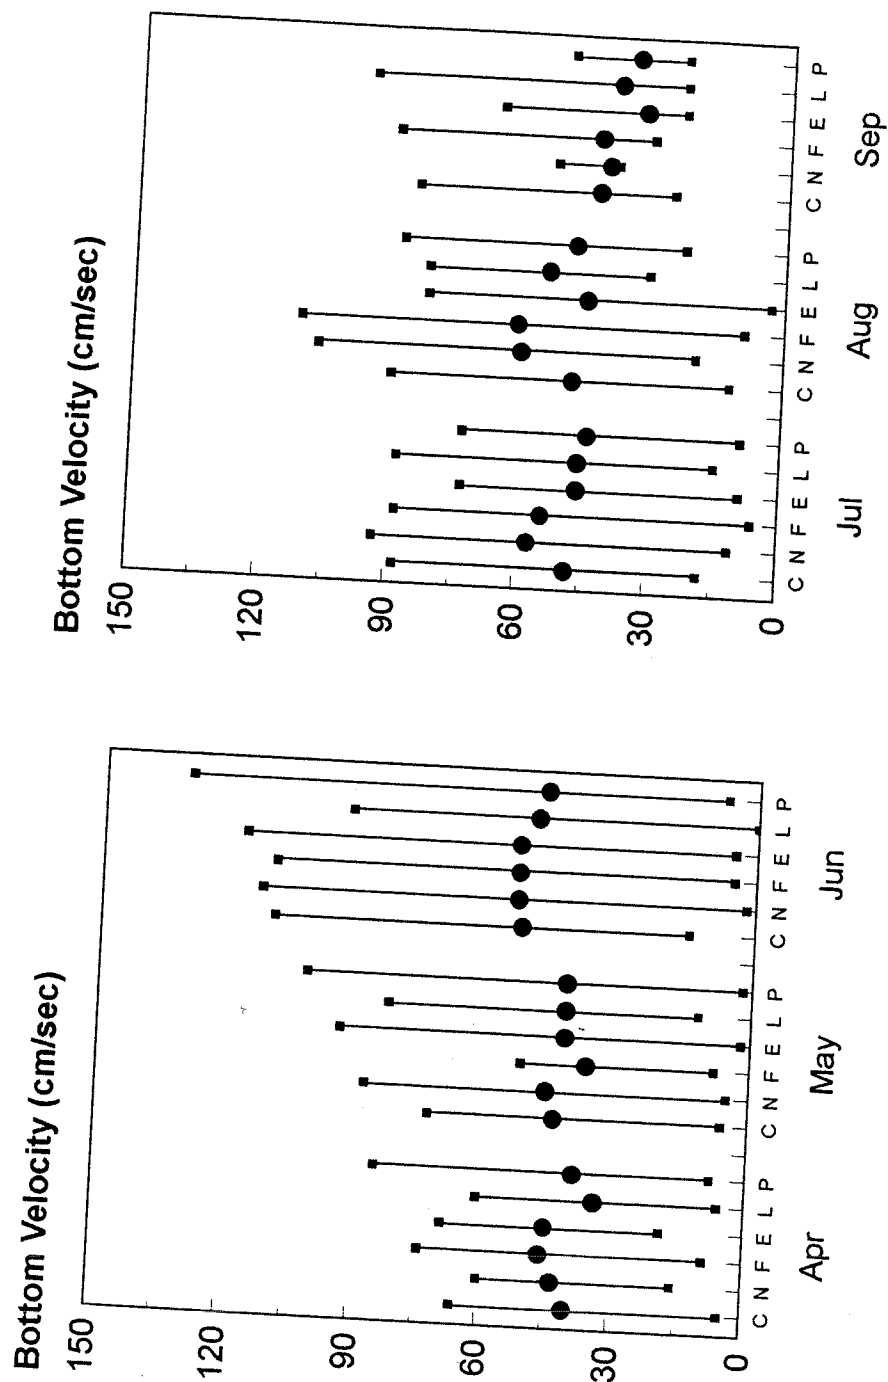 Bottom Velocity (cm/sec)
150
120
90
60
30
0
C N F E L P C N F E L P C N F E L P
Apr May Jun
Bottom Velocity (cm/sec)
150
120
90
60
30
0
C N F E L P C N F E L P C N F E L P
Jul Aug Sep